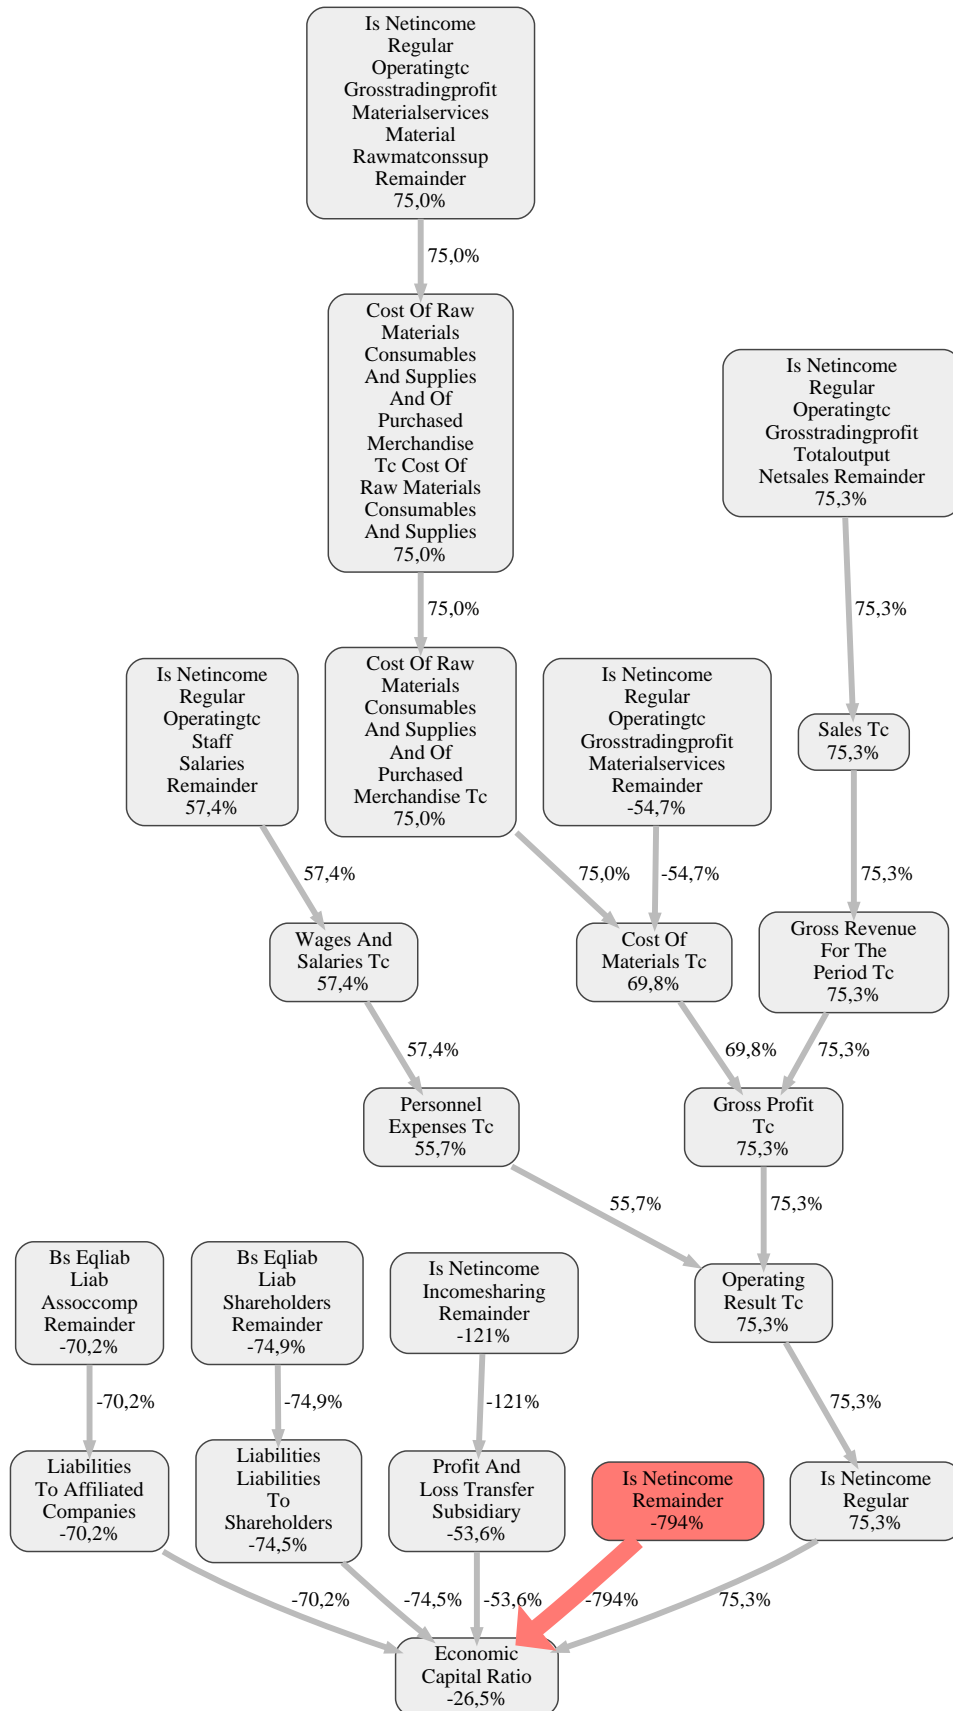 Is Netincome
Regular
Operatingtc
Grosstradingprofit
Materialservices
Material
Rawmatconssup
Remainder
75,0%
75,0%
Cost Of Raw
Materials
Consumables
And Supplies
And Of
Purchased
Merchandise
Tc Cost Of
Raw Materials
Consumables
And Supplies
75,0%
Is Netincome
Regular
Operatingtc
Grosstradingprofit
Totaloutput
Netsales Remainder
75,3%
75,0%
75,3%
Is Netincome
Regular
Operatingtc
Staff
Salaries
Remainder
57,4%
Cost Of Raw
Materials
Consumables
And Supplies
And Of
Purchased
Merchandise Tc
75,0%
Is Netincome
Regular
Operatingtc
Grosstradingprofit
Materialservices
Remainder
-54,7%
Sales Tc
75,3%
57,4%
75,0%
-54,7%
75,3%
Wages And
Salaries Tc
57,4%
Cost Of
Materials Tc
69,8%
Gross Revenue
For The
Period Tc
75,3%
57,4%
69,8%
75,3%
Personnel
Expenses Tc
55,7%
Gross Profit
Tc
75,3%
55,7%
75,3%
Bs Eqliab
Liab
Assoccomp
Remainder
-70,2%
Bs Eqliab
Liab
Shareholders
Remainder
-74,9%
Is Netincome
Incomesharing
Remainder
-121%
Operating
Result Tc
75,3%
-70,2%
-74,9%
-121%
75,3%
Liabilities
To Affiliated
Companies
-70,2%
Liabilities
Liabilities
To
Shareholders
-74,5%
Profit And
Loss Transfer
Subsidiary
-53,6%
Is Netincome
Remainder
-794%
Is Netincome
Regular
75,3%
-70,2%
-74,5%
-53,6%
-794%
75,3%
Economic
Capital Ratio
-26,5%